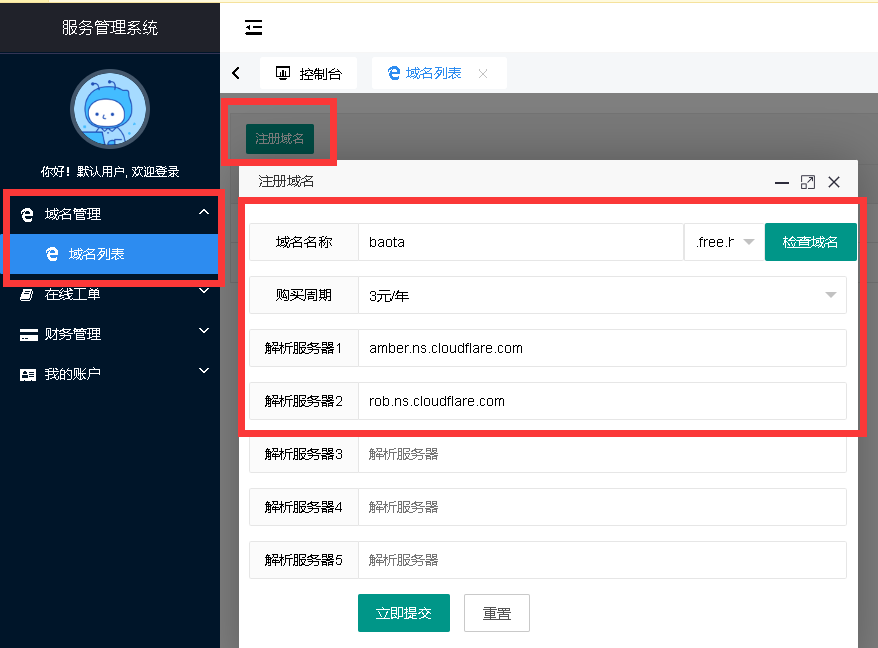 服务管理系统
控制台
域名列表
你好！默认用户, 欢迎登录
域名管理
域名列表
在线工单
财务管理
我的账户
注册域名
注册域名
域名名称 baota .free.h 检查域名
购买周期 3元/年
解析服务器1 amber.ns.cloudflare.com
解析服务器2 rob.ns.cloudflare.com
解析服务器3 解析服务器
解析服务器4 解析服务器
解析服务器5 解析服务器
立即提交 重置